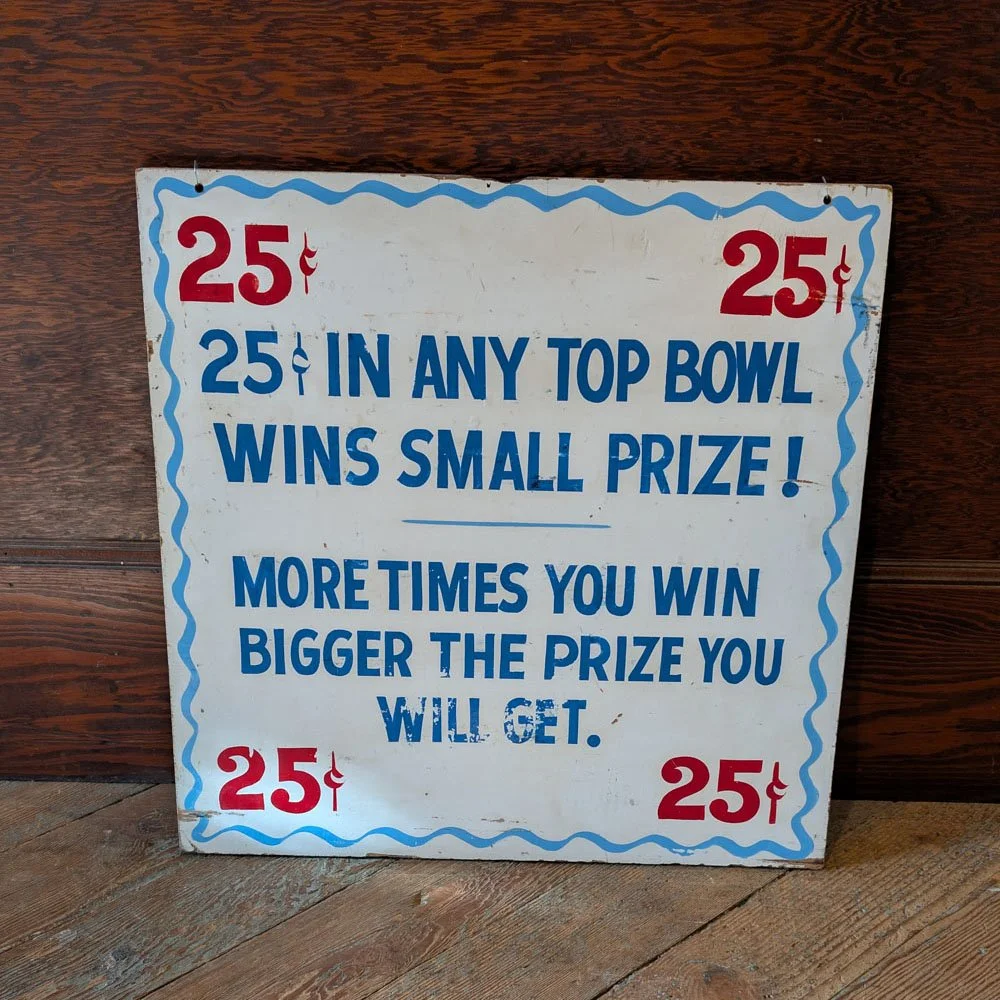 25¢ 25¢
25¢ IN ANY TOP BOWL
WINS SMALL PRIZE!
MORE TIMES YOU WIN
BIGGER THE PRIZE YOU
WILL GET.
25¢ 25¢